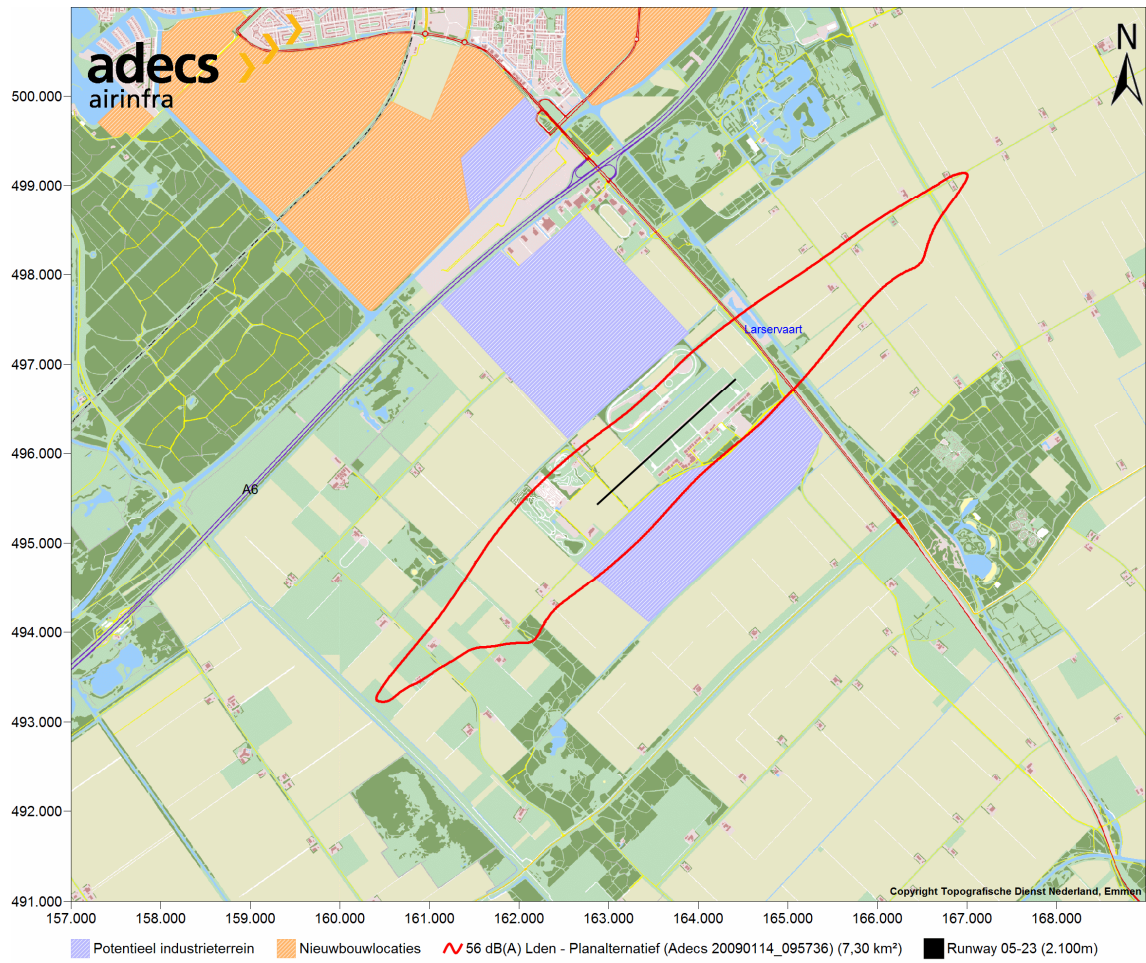 adecs
airinfra
N
500.000
499.000
498.000
497.000
Larservaart
496.000
A6
495.000
494.000
493.000
492.000
491.000
Copyright Topografische Dienst Nederland, Emmen
157.000 158.000 159.000 160.000 161.000 162.000 163.000 164.000 165.000 166.000 167.000 168.000
Potentieel industrieterrein Nieuwbouwlocaties 56 dB(A) Lden - Planalternatief (Adecs 20090114_095736) (7,30 km²) Runway 05-23 (2.100m)